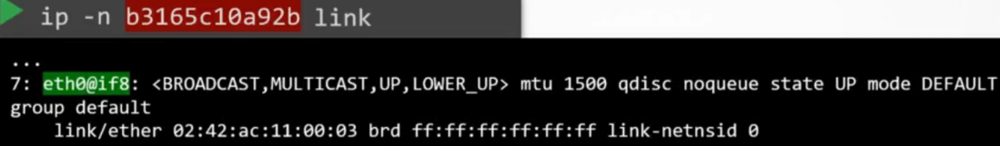 ip -n b3165c10a92b link
...
7: eth0@if8: <BROADCAST,MULTICAST,UP,LOWER_UP> mtu 1500 qdisc noqueue state UP mode DEFAULT
group default
    link/ether 02:42:ac:11:00:03 brd ff:ff:ff:ff:ff:ff link-netnsid 0